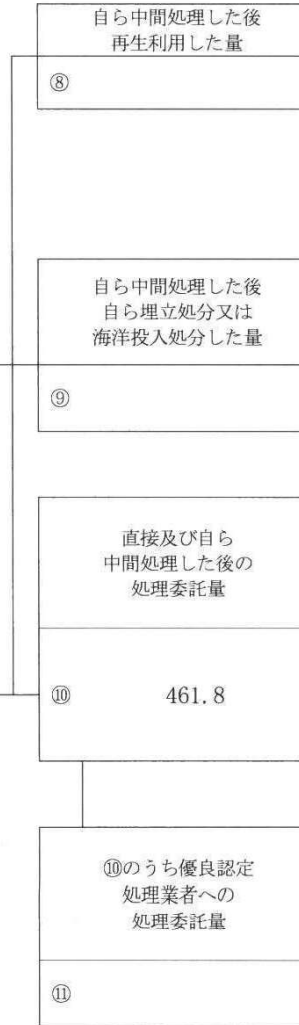 自ら中間処理した後
再生利用した量
⑧
自ら中間処理した後
自ら埋立処分又は
海洋投入処分した量
⑨
直接及び自ら
中間処理した後の
処理委託量
⑩ 461.8
⑩のうち優良認定
処理業者への
処理委託量
⑪